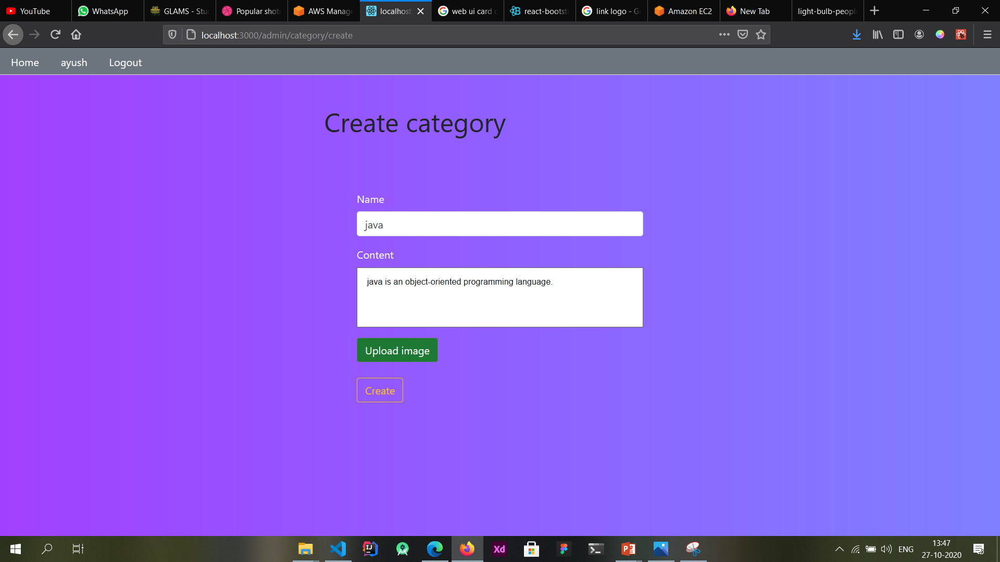 YouTube
WhatsApp
GLAMS - Stu
Popular shot
AWS Manage
localhost:
web ui card
react-bootst
link logo - G
Amazon EC2
New Tab
light-bulb-peopl
localhost:3000/admin/category/create
Home
ayush
Logout
Create category
Name
java
Content
java is an object-oriented programming language.
Upload image
Create
IJ
Xd
ENG
13:47
27-10-2020